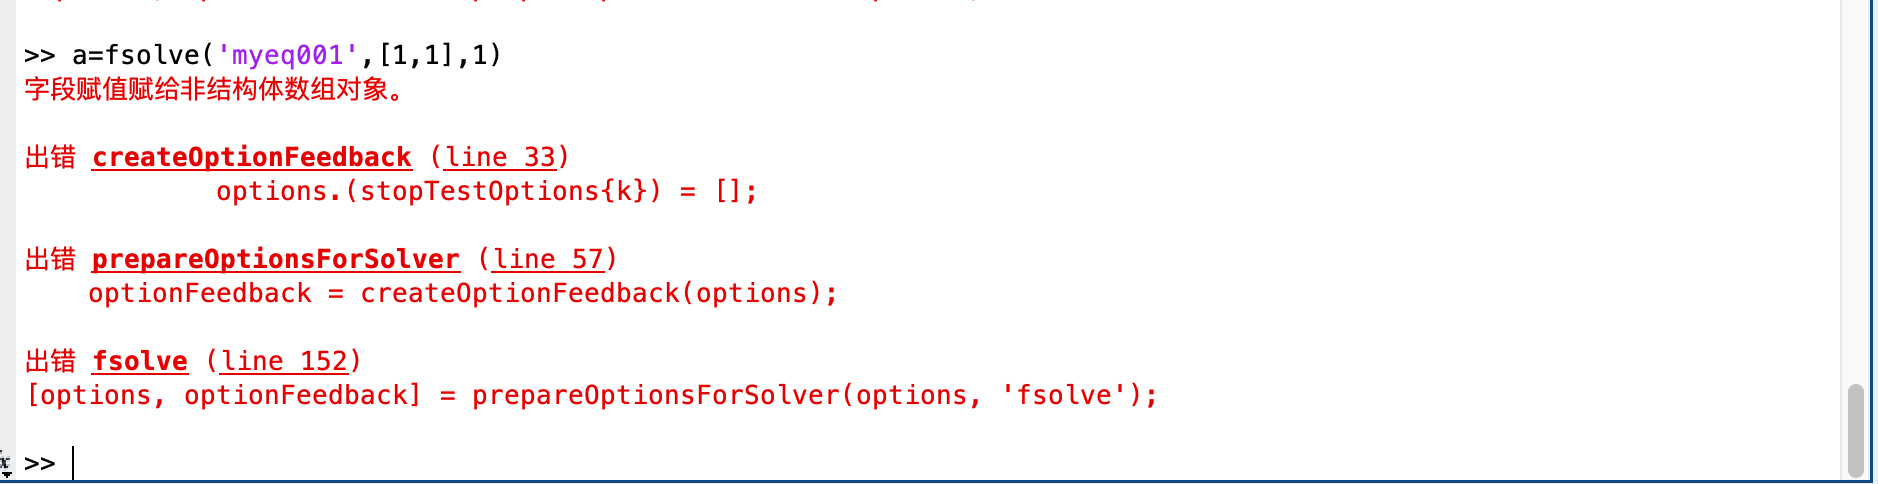 >> a=fsolve('myeq001',[1,1],1)
字段赋值赋给非结构体数组对象。
出错 createOptionFeedback (line 33)
options.(stopTestOptions{k}) = [];
出错 prepareOptionsForSolver (line 57)
optionFeedback = createOptionFeedback(options);
出错 fsolve (line 152)
[options, optionFeedback] = prepareOptionsForSolver(options, 'fsolve');
>>